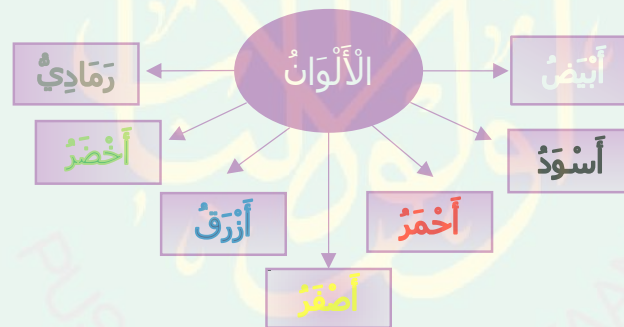 الْأَلْوَانُ
أَبْيَضُ
أَسْوَدُ
أَحْمَرُ
أَصْفَرُ
أَزْرَقُ
أَخْضَرُ
رَمَادِيٌّ